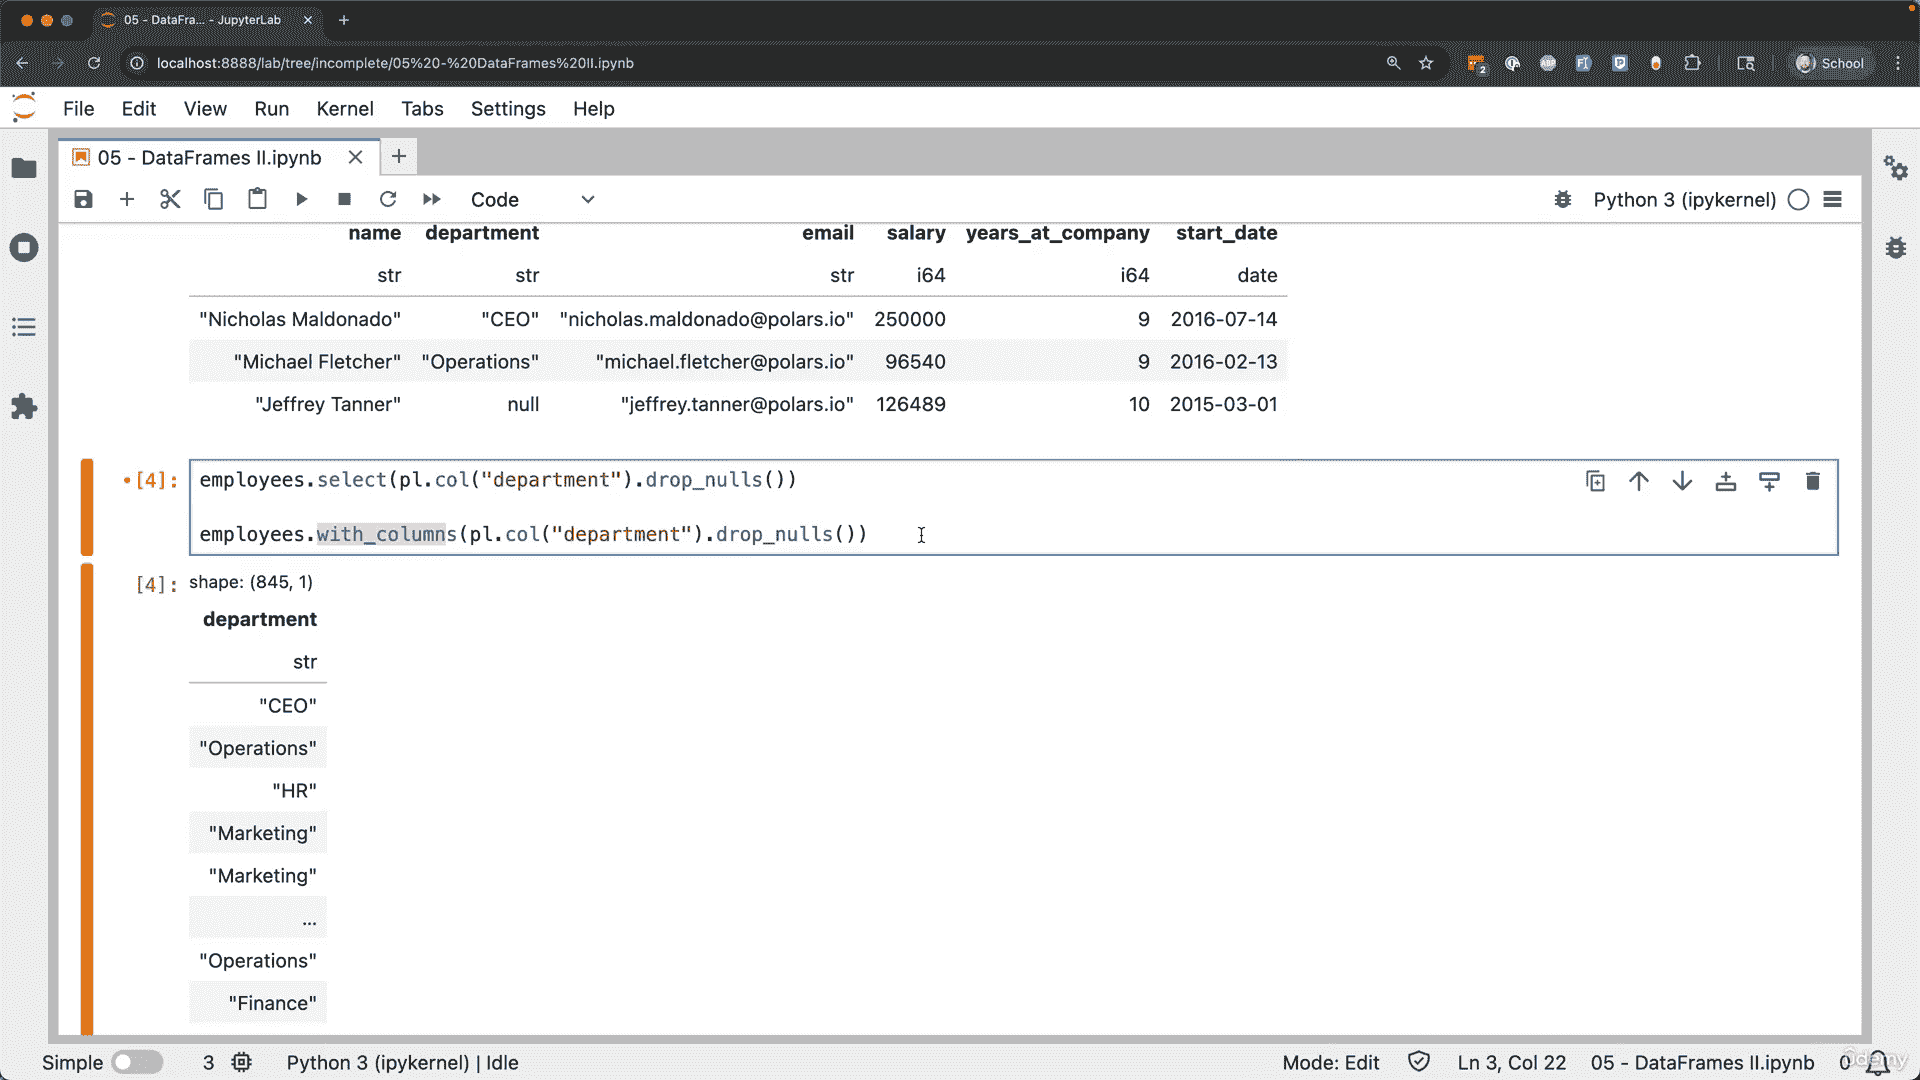 05 - DataFra... - JupyterLab
localhost:8888/lab/tree/incomplete/05%20-%20DataFrames%20II.ipynb
2
ABP
School
File Edit View Run Kernel Tabs Settings Help
05 - DataFrames II.ipynb
Code
Python 3 (ipykernel)
name department email salary years_at_company start_date
str str str i64 i64 date
"Nicholas Maldonado" "CEO" "nicholas.maldonado@polars.io" 250000 9 2016-07-14
"Michael Fletcher" "Operations" "michael.fletcher@polars.io" 96540 9 2016-02-13
"Jeffrey Tanner" null "jeffrey.tanner@polars.io" 126489 10 2015-03-01
[4]: employees.select(pl.col("department").drop_nulls())
employees.with_columns(pl.col("department").drop_nulls())
[4]: shape: (845, 1)
department
str
"CEO"
"Operations"
"HR"
"Marketing"
"Marketing"
...
"Operations"
"Finance"
Simple 3 Python 3 (ipykernel) | Idle Mode: Edit Ln 3, Col 22 05 - DataFrames II.ipynb 0
Udemy